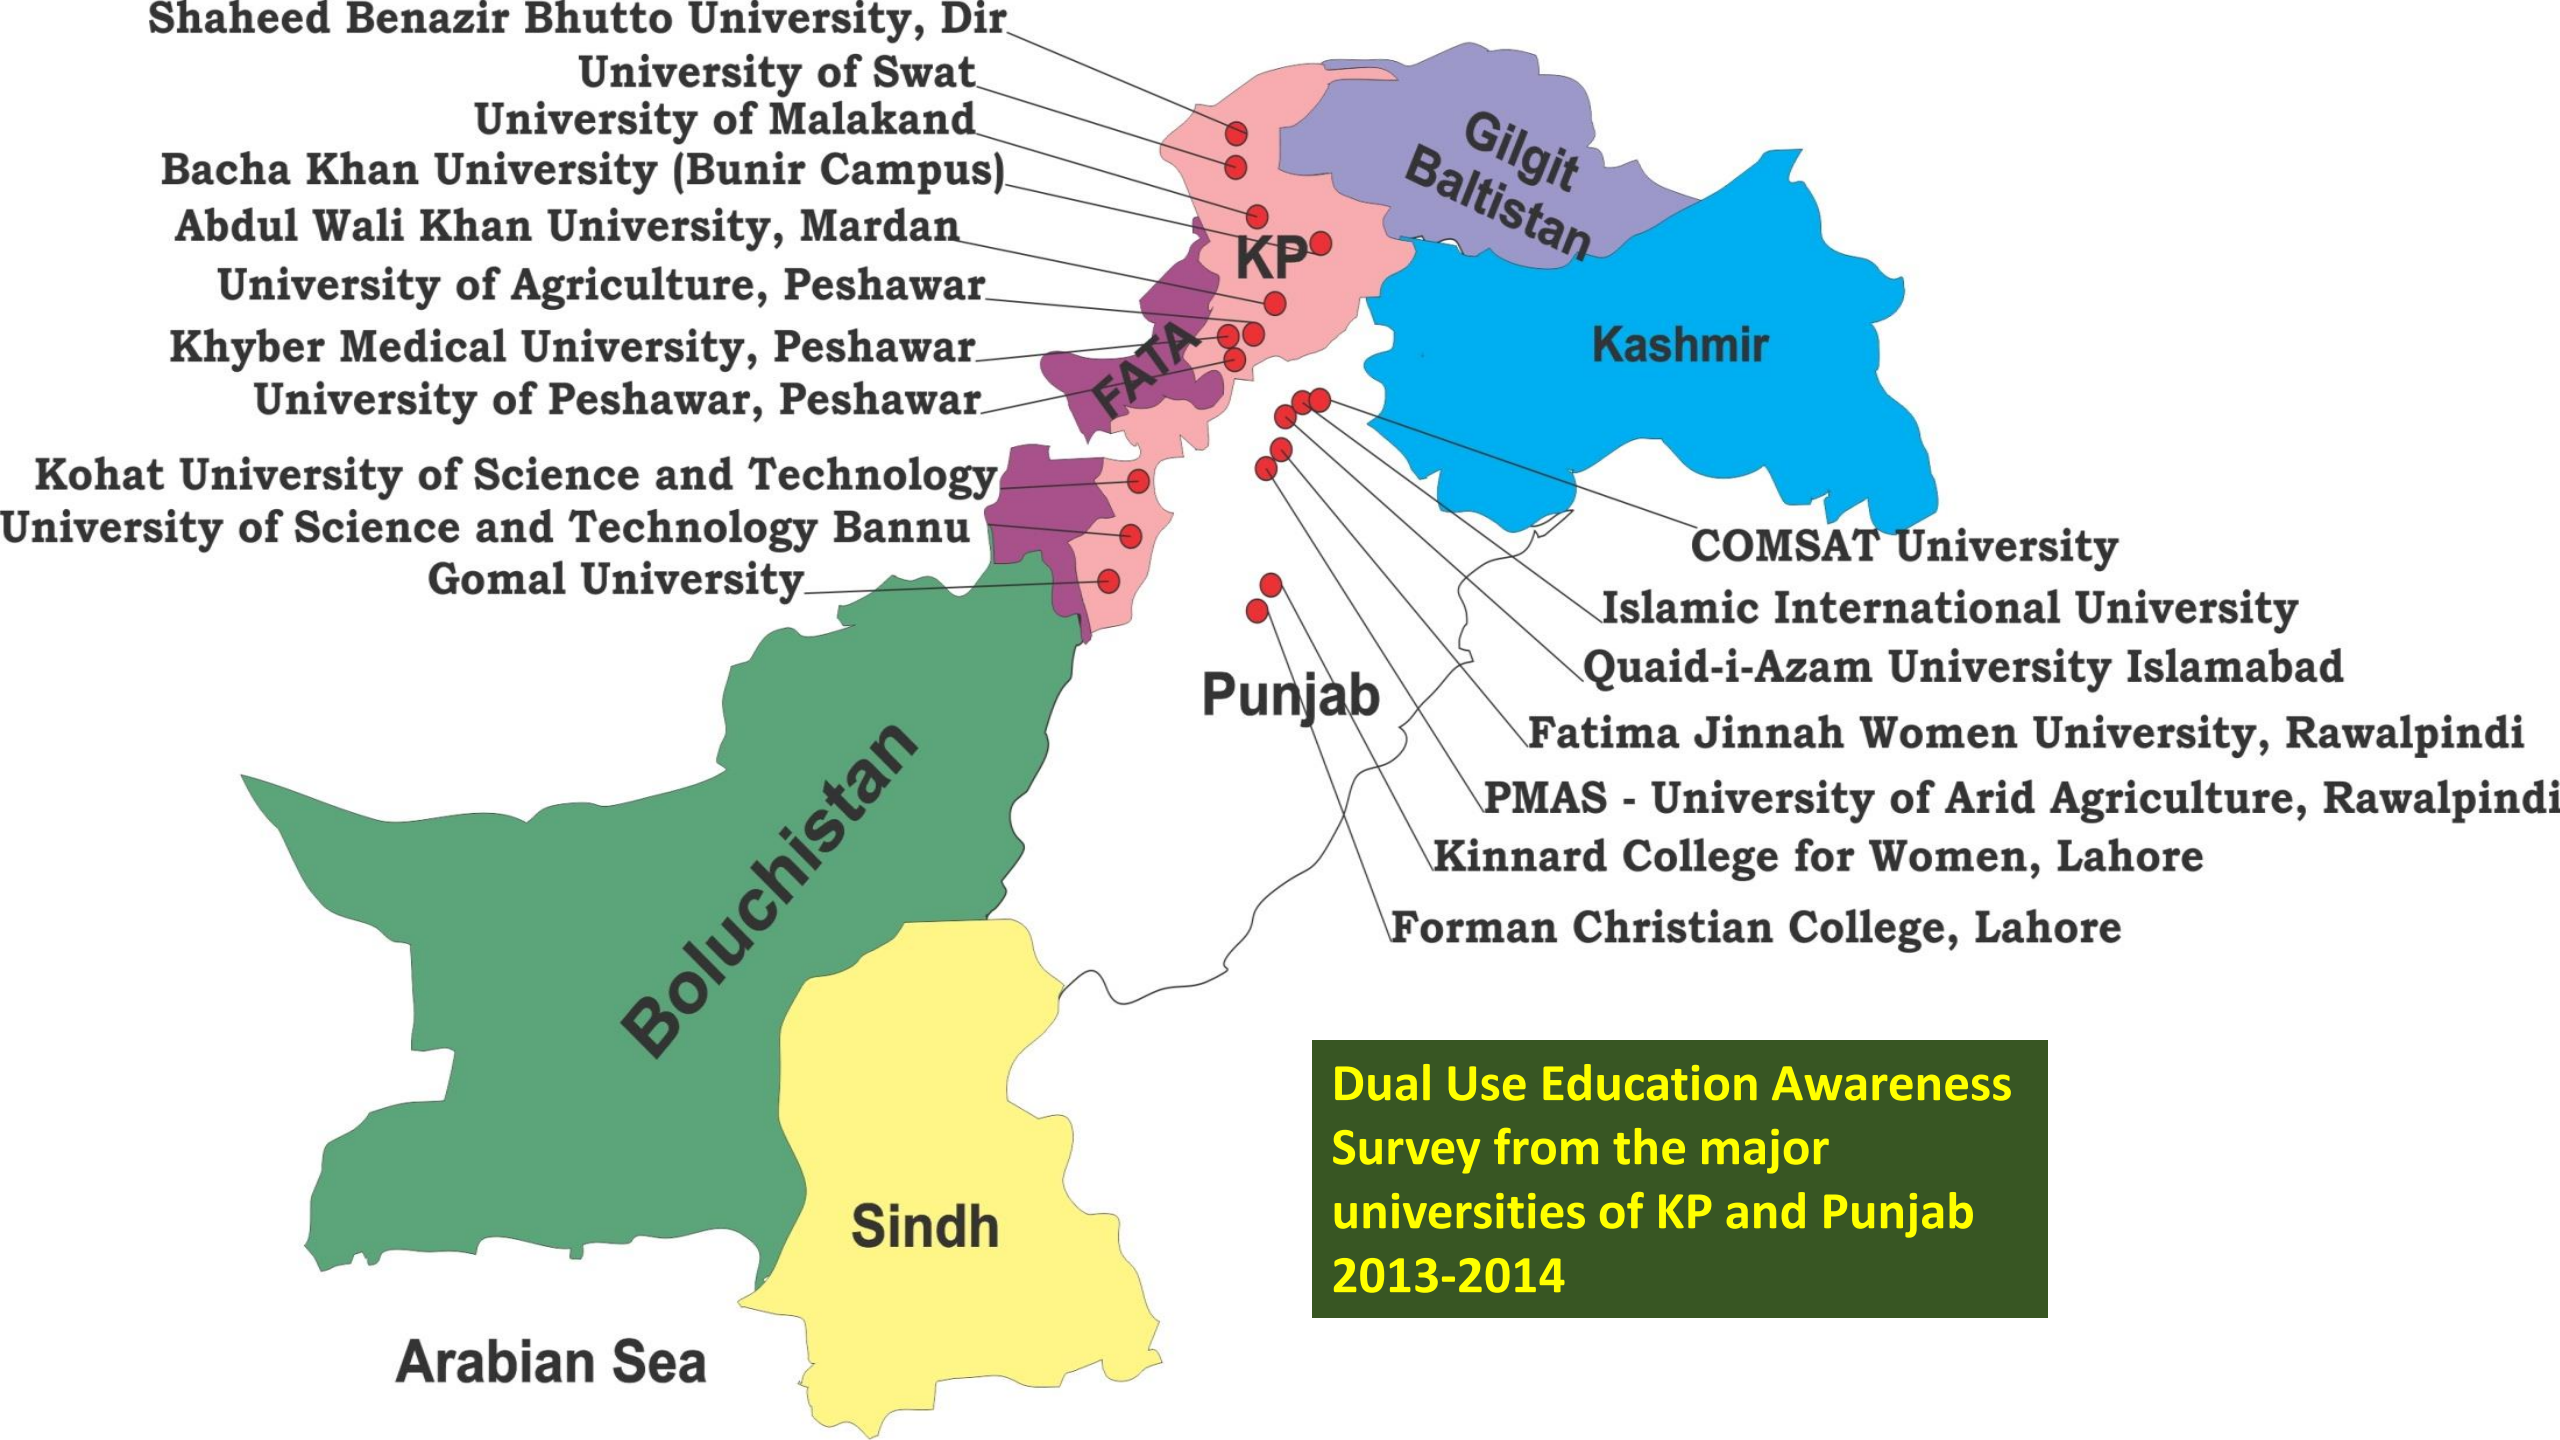 Shaheed Benazir Bhutto University, Dir
University of Swat
University of Malakand
Bacha Khan University (Bunir Campus)
Abdul Wali Khan University, Mardan
University of Agriculture, Peshawar
Khyber Medical University, Peshawar
University of Peshawar, Peshawar
Kohat University of Science and Technology
University of Science and Technology Bannu
Gomal University
Gilgit
Baltistan
KP
FATA
Kashmir
COMSAT University
Islamic International University
Quaid-i-Azam University Islamabad
Fatima Jinnah Women University, Rawalpindi
PMAS - University of Arid Agriculture, Rawalpindi
Kinnard College for Women, Lahore
Forman Christian College, Lahore
Punjab
Boluchistan
Sindh
Arabian Sea
Dual Use Education Awareness
Survey from the major
universities of KP and Punjab
2013-2014